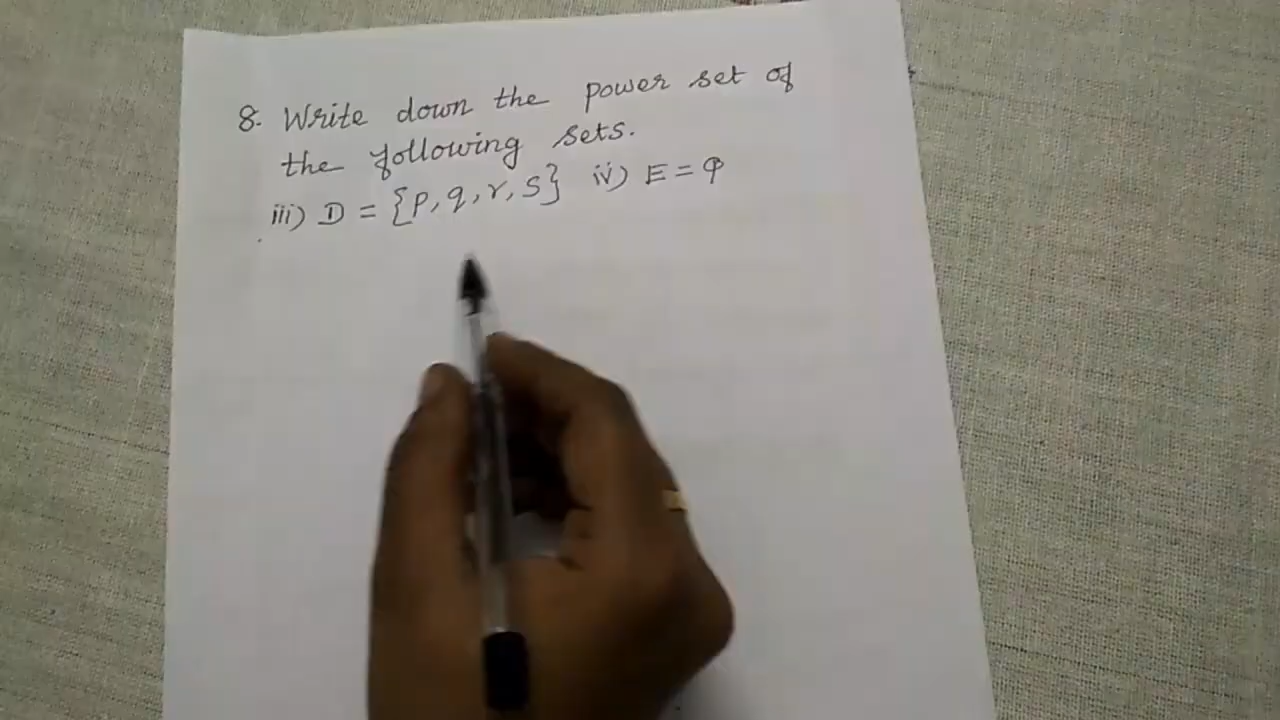 8. Write down the power set of
the following sets.
iii) D = {p, q, r, s} iv) E = φ